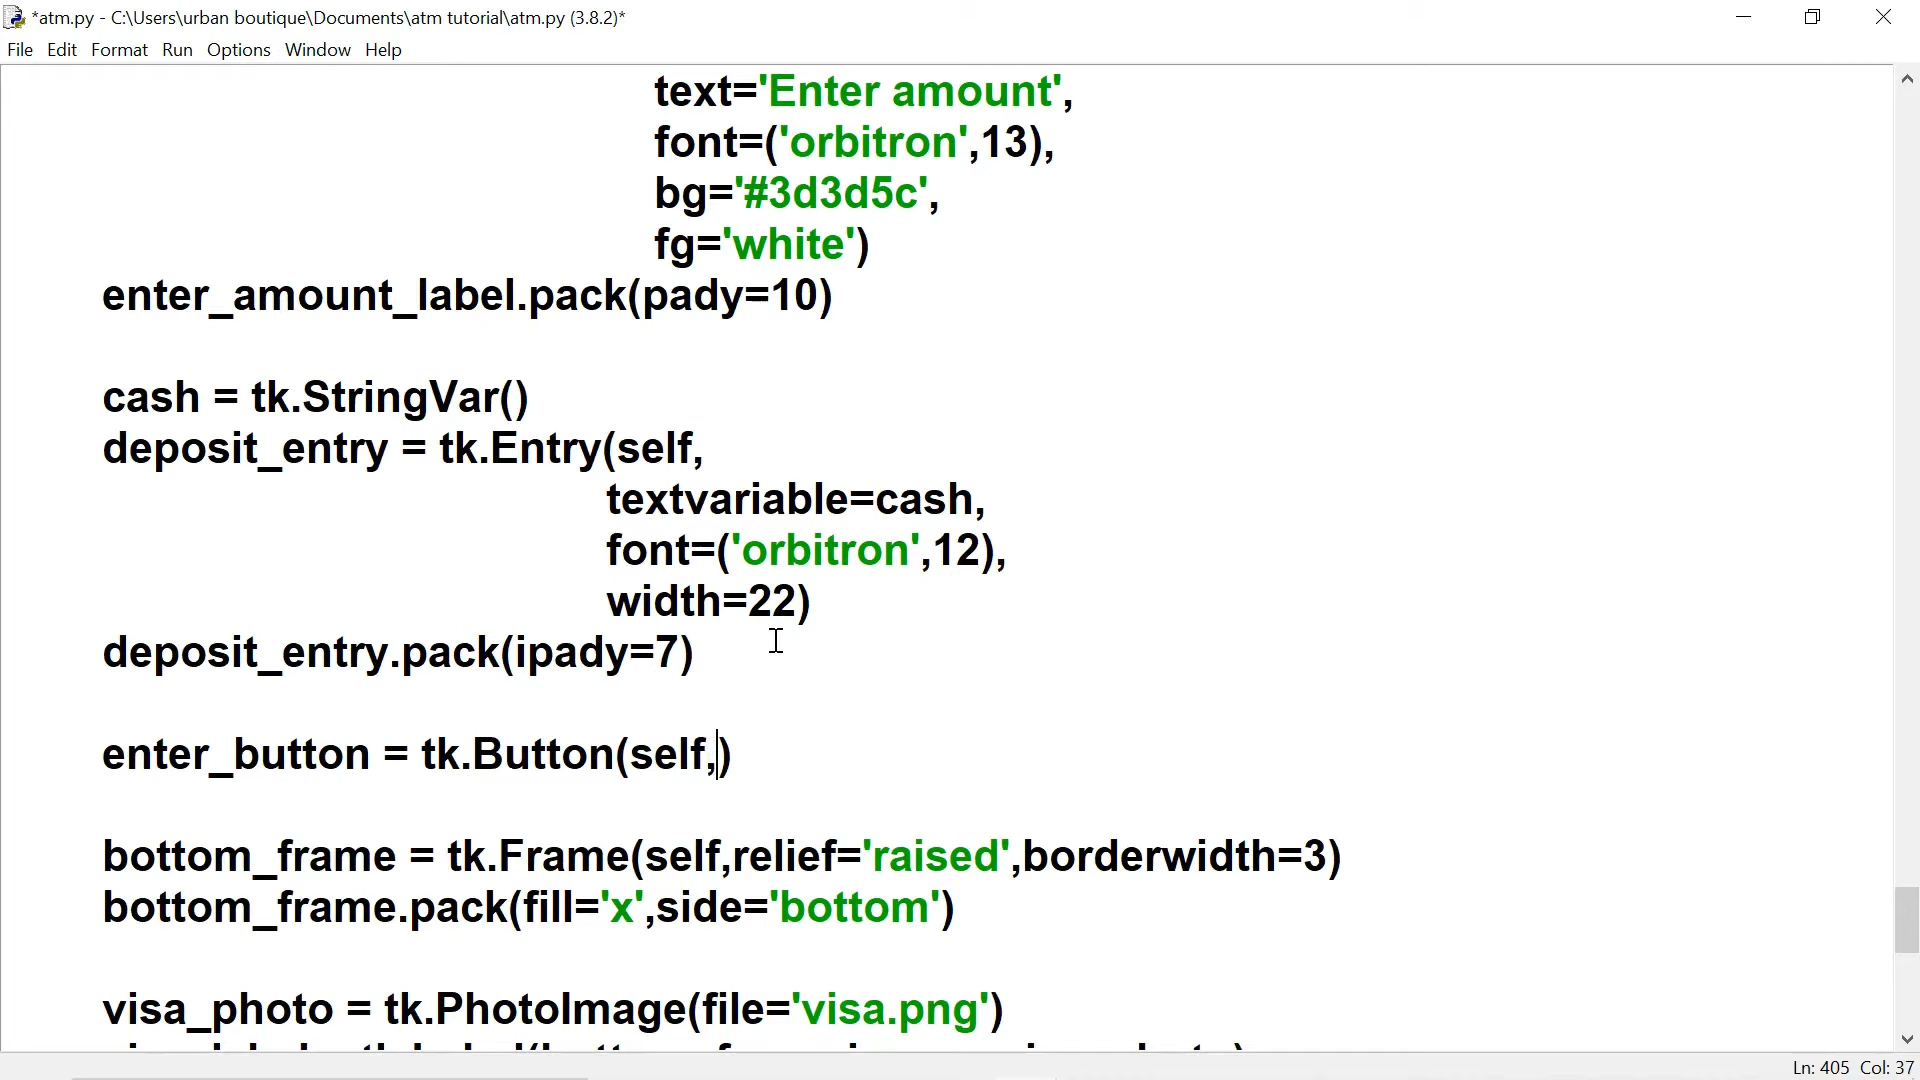 *atm.py - C:\Users\urban boutique\Documents\atm tutorial\atm.py (3.8.2)*
File Edit Format Run Options Window Help
text='Enter amount',
font=('orbitron',13),
bg='#3d3d5c',
fg='white')
enter_amount_label.pack(pady=10)
cash = tk.StringVar()
deposit_entry = tk.Entry(self,
textvariable=cash,
font=('orbitron',12),
width=22)
deposit_entry.pack(ipady=7)
enter_button = tk.Button(self,)
bottom_frame = tk.Frame(self,relief='raised',borderwidth=3)
bottom_frame.pack(fill='x',side='bottom')
visa_photo = tk.PhotoImage(file='visa.png')
Ln: 405 Col: 37